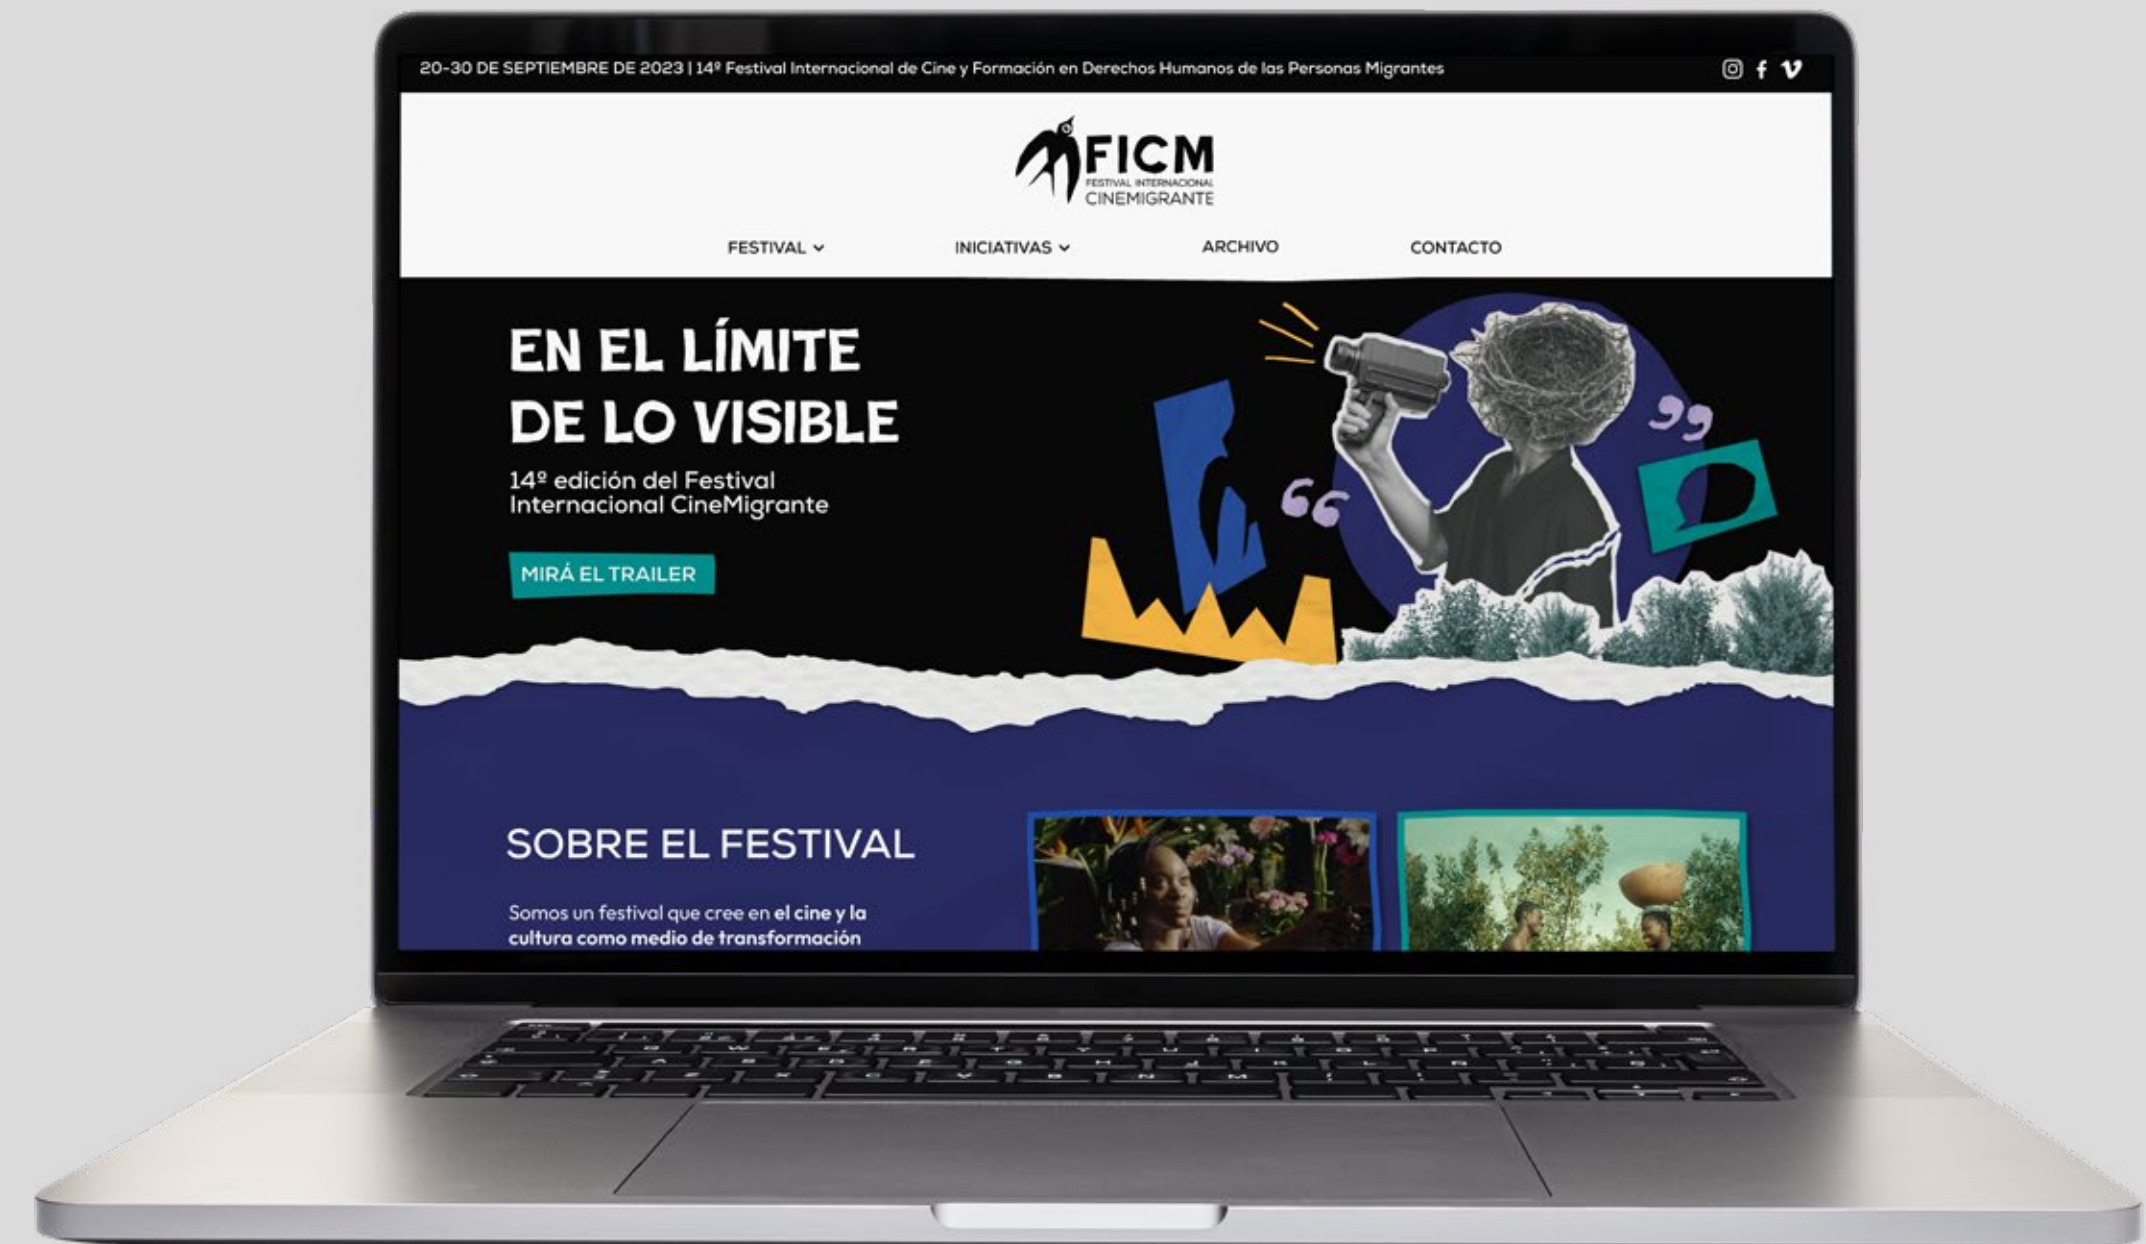 20-30 DE SEPTIEMBRE DE 2023 | 14º Festival Internacional de Cine y Formación en Derechos Humanos de las Personas Migrantes
FICM
FESTIVAL INTERNACIONAL
CINEMIGRANTE
FESTIVAL
INICIATIVAS
ARCHIVO
CONTACTO
EN EL LÍMITE
DE LO VISIBLE
14º edición del Festival
Internacional CineMigrante
MIRÁ EL TRAILER
SOBRE EL FESTIVAL
Somos un festival que cree en el cine y la
cultura como medio de transformación